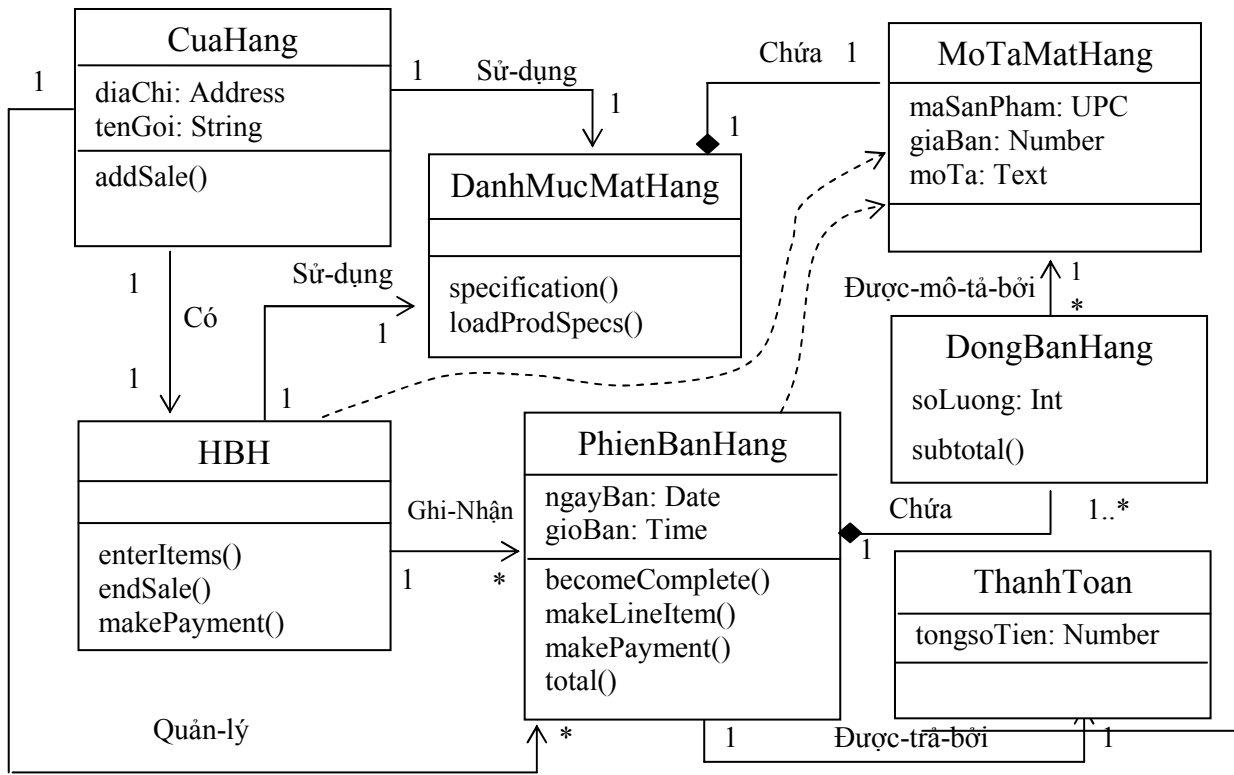 CuaHang
diaChi: Address
tenGoi: String
addSale()
1
1
Sử-dụng
1
Chứa
1
1
MoTaMatHang
maSanPham: UPC
giaBan: Number
moTa: Text
DanhMucMatHang
specification()
loadProdSpecs()
1
Có
1
Sử-dụng
1
1
Được-mô-tả-bởi
1
*
DongBanHang
soLuong: Int
subtotal()
HBH
enterItems()
endSale()
makePayment()
Ghi-Nhận
1
*
PhienBanHang
ngayBan: Date
gioBan: Time
becomeComplete()
makeLineItem()
makePayment()
total()
Chứa
1
1..*
ThanhToan
tongsoTien: Number
Quản-lý
*
1
Được-trả-bởi
1